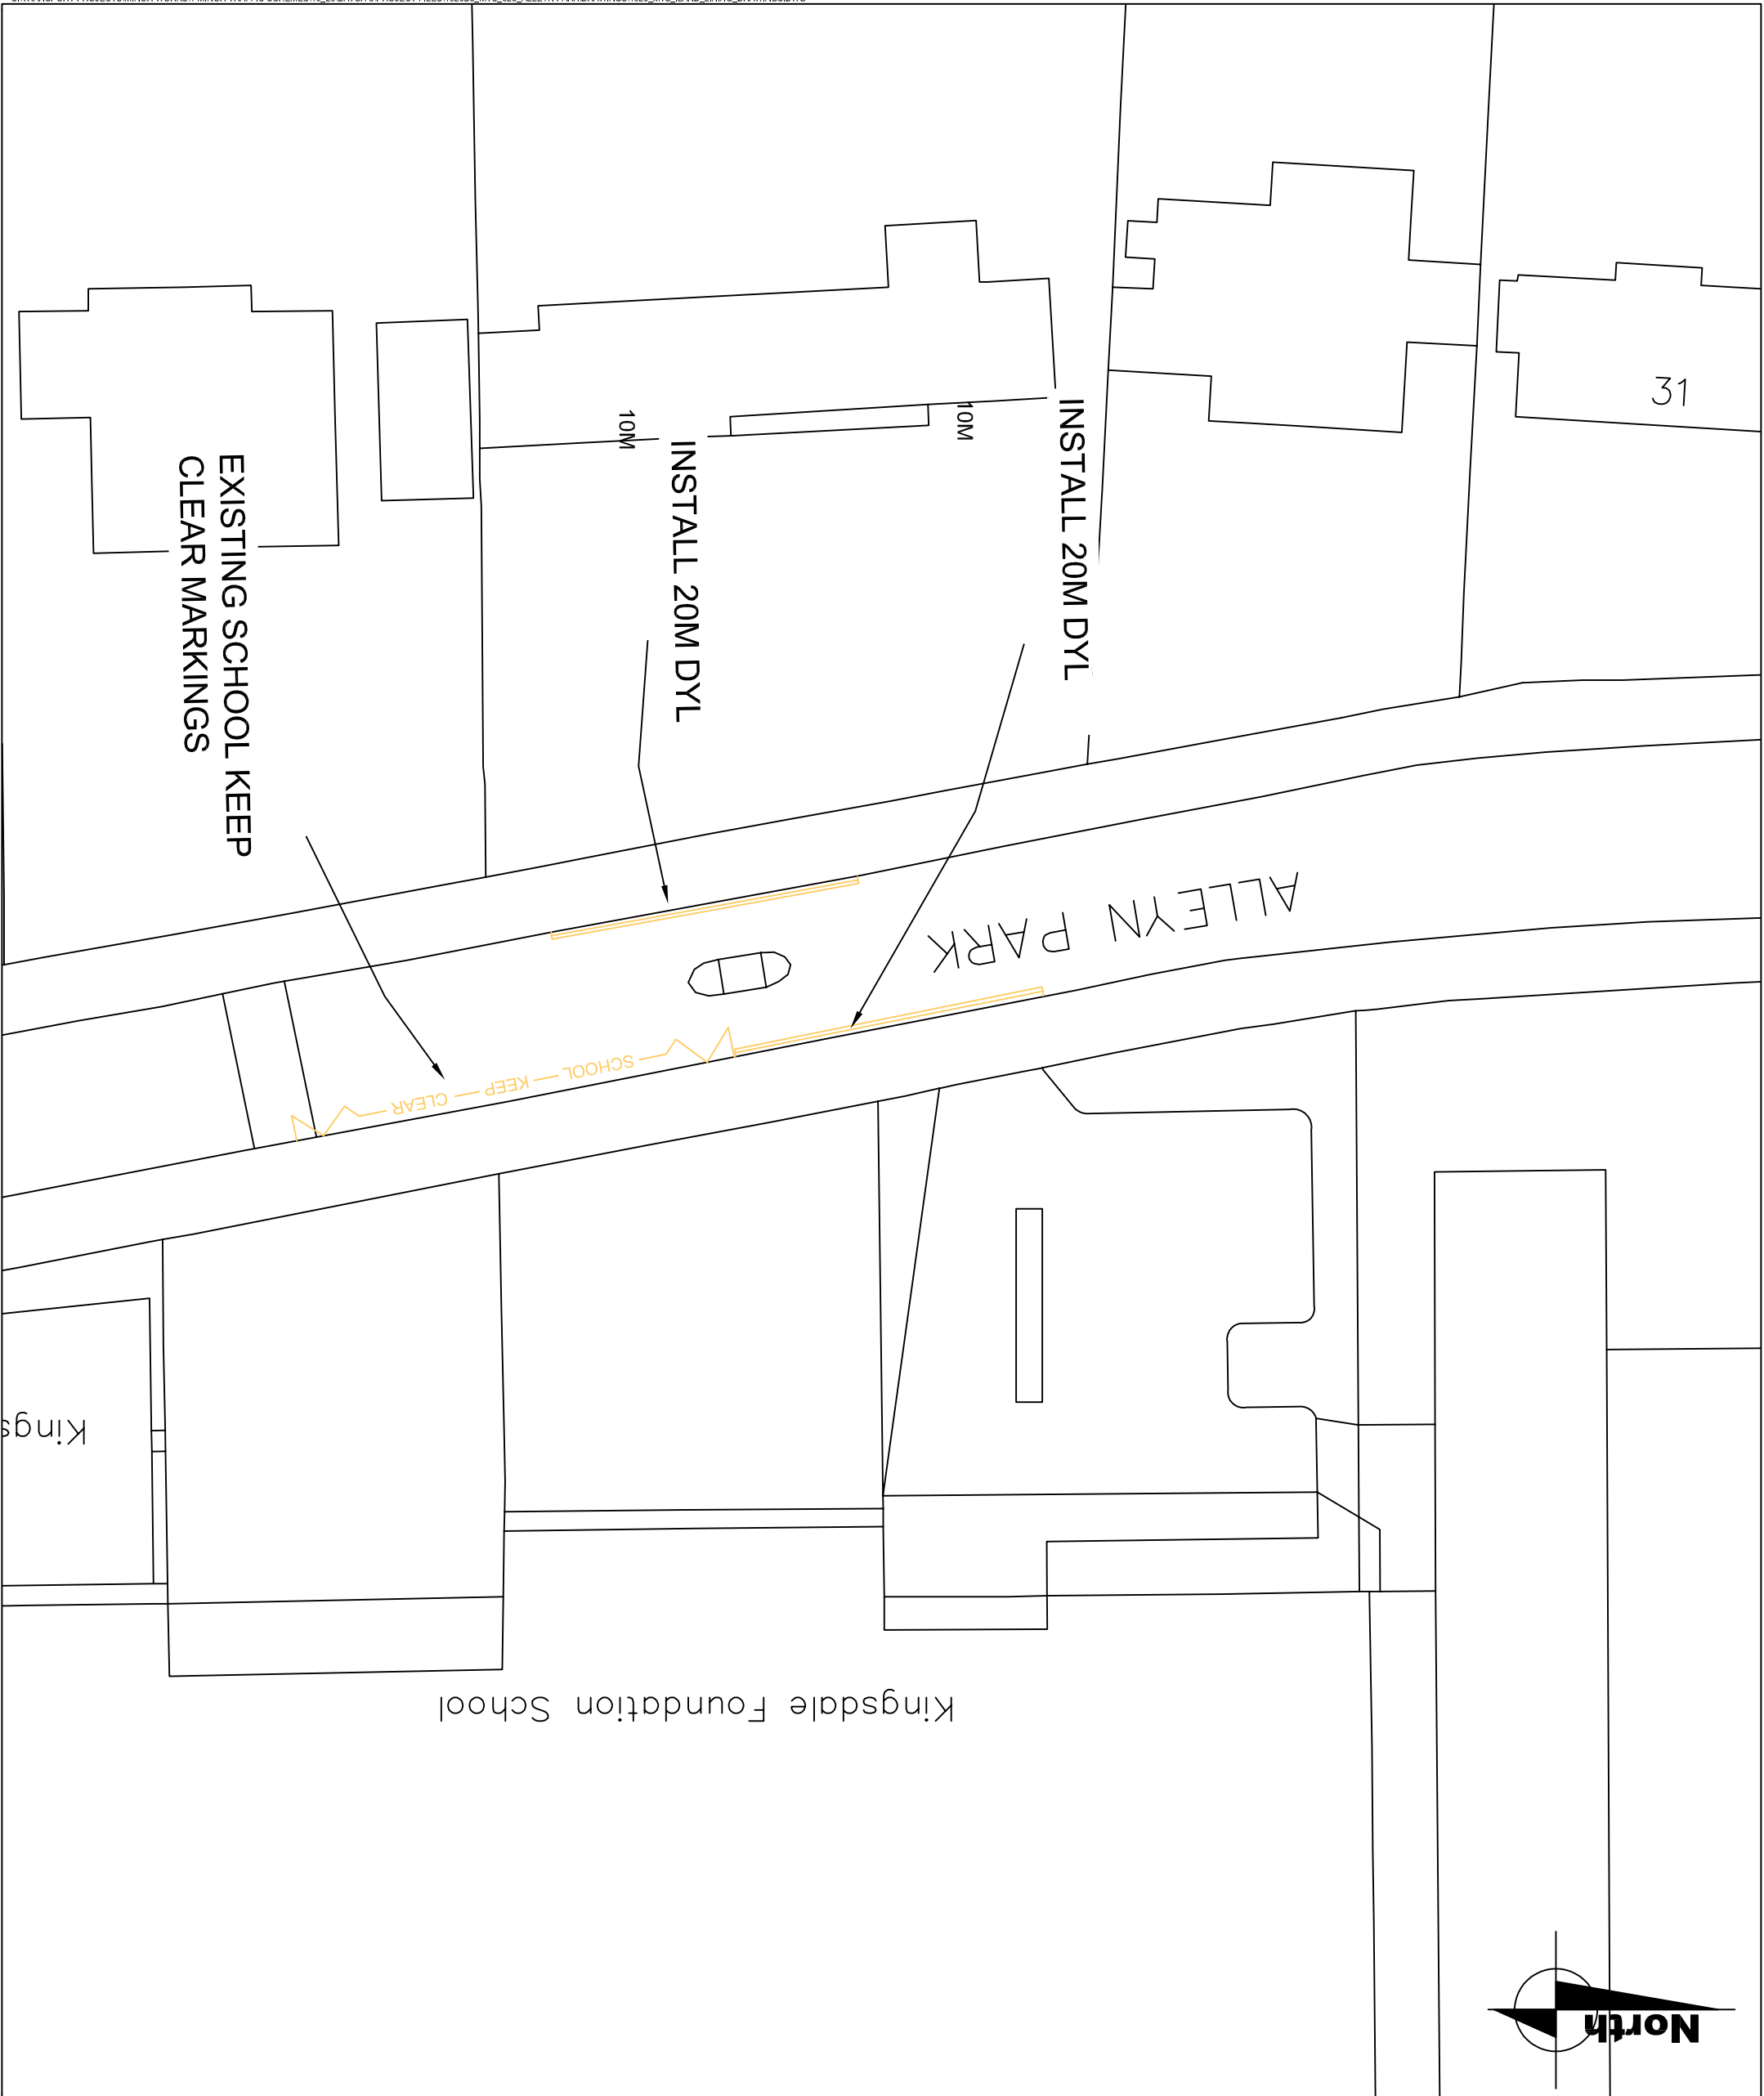 EXISTING SCHOOL KEEP
CLEAR MARKINGS
10M
INSTALL 20M DYL
10M
INSTALL 20M DYL
31
ALLEYN PARK
SCHOOL KEEP CLEAR
Kings
Kingsdale Foundation School
North